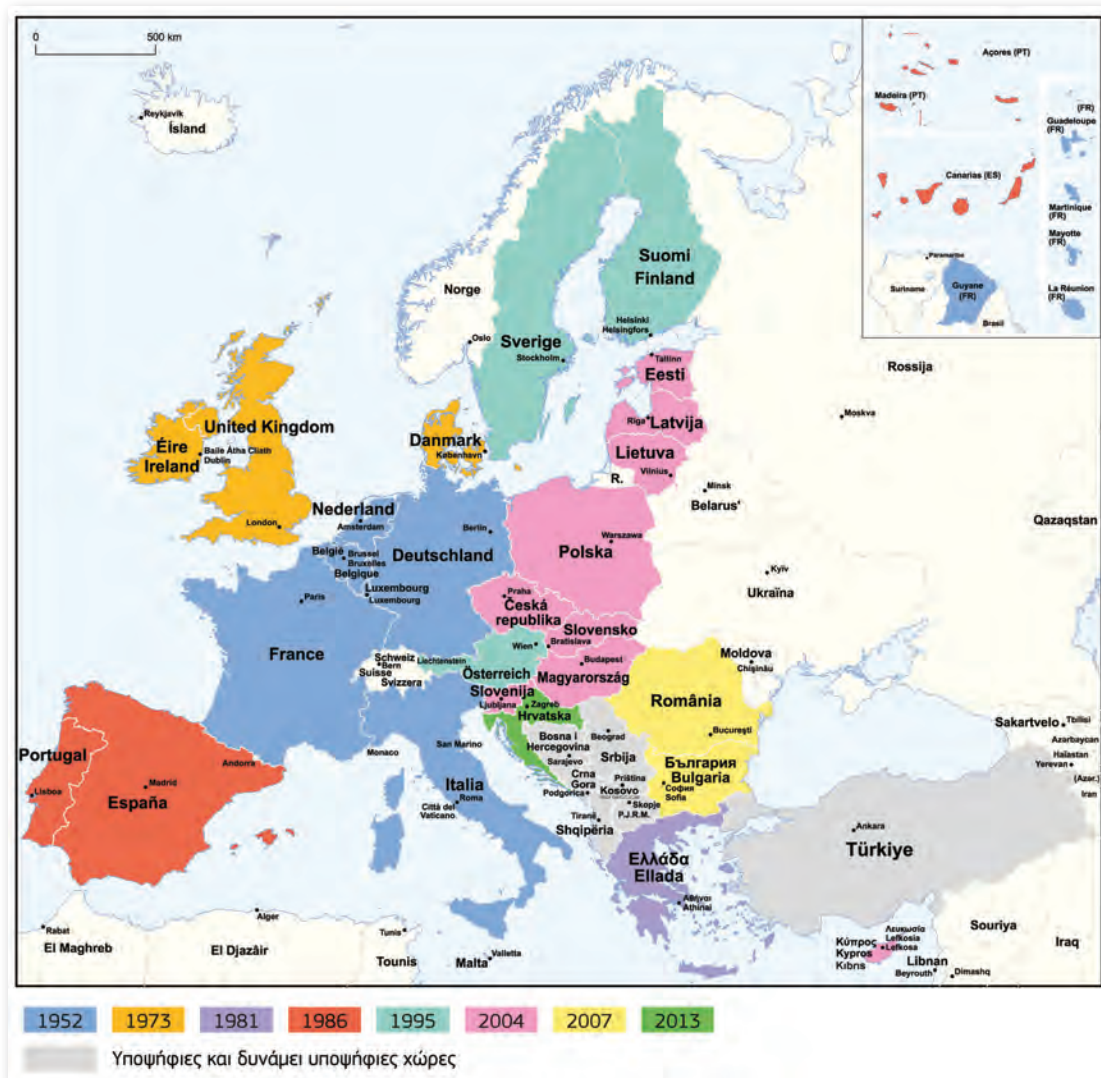 0 500 km
Reykjavík
Ísland
Norge
Oslo
Sverige
Stockholm
Suomi
Finland
Helsinki
Helsingfors
Tallinn
Eesti
Riga
Latvija
Lietuva
Vilnius
R.
Minsk
Belarus'
Rossija
Moskva
Qazaqstan
Açores (PT)
Madeira (PT)
Canarias (ES)
(FR)
Guadeloupe
(FR)
Martinique
(FR)
Mayotte
(FR)
La Réunion
(FR)
Paramaribo
Suriname
Guyane
(FR)
Brasil
United Kingdom
London
Éire
Ireland
Baile Átha Cliath
Dublin
Danmark
København
Nederland
Amsterdam
België
Brussel
Bruxelles
Belgique
Luxembourg
Luxembourg
Deutschland
Berlin
Polska
Warszawa
Kyïv
Ukraïna
Paris
France
Praha
Česká
republika
Slovensko
Bratislava
Wien
Österreich
Liechtenstein
Schweiz
Bern
Suisse
Svizzera
Budapest
Magyarország
Moldova
Chişinău
România
Bucureşti
Slovenija
Ljubljana
Zagreb
Hrvatska
Bosna i
Hercegovina
Sarajevo
Beograd
Srbija
Crna
Gora
Podgorica
Priština
Kosovo
Skopje
P.J.R.M.
Tiranë
Shqipëria
България
Bulgaria
София
Sofia
Monaco
San Marino
Italia
Roma
Città del
Vaticano
Portugal
Lisboa
Madrid
España
Andorra
Ελλάδα
Ellada
Αθήναι
Athinai
Ankara
Türkiye
Sakartvelo
Tbilisi
Azarbaycan
Haïastan
Yerevan
(Azer.)
Iran
Rabat
El Maghreb
Alger
El Djazâir
Tunis
Tounis
Malta
Valletta
Κύπρος
Kypros
Kıbrıs
Λευκωσία
Lefkosia
Lefkosa
Souriya
Iraq
Libnan
Beyrouth
Dimashq
1952 1973 1981 1986 1995 2004 2007 2013
Υποψήφιες και δυνάμει υποψήφιες χώρες